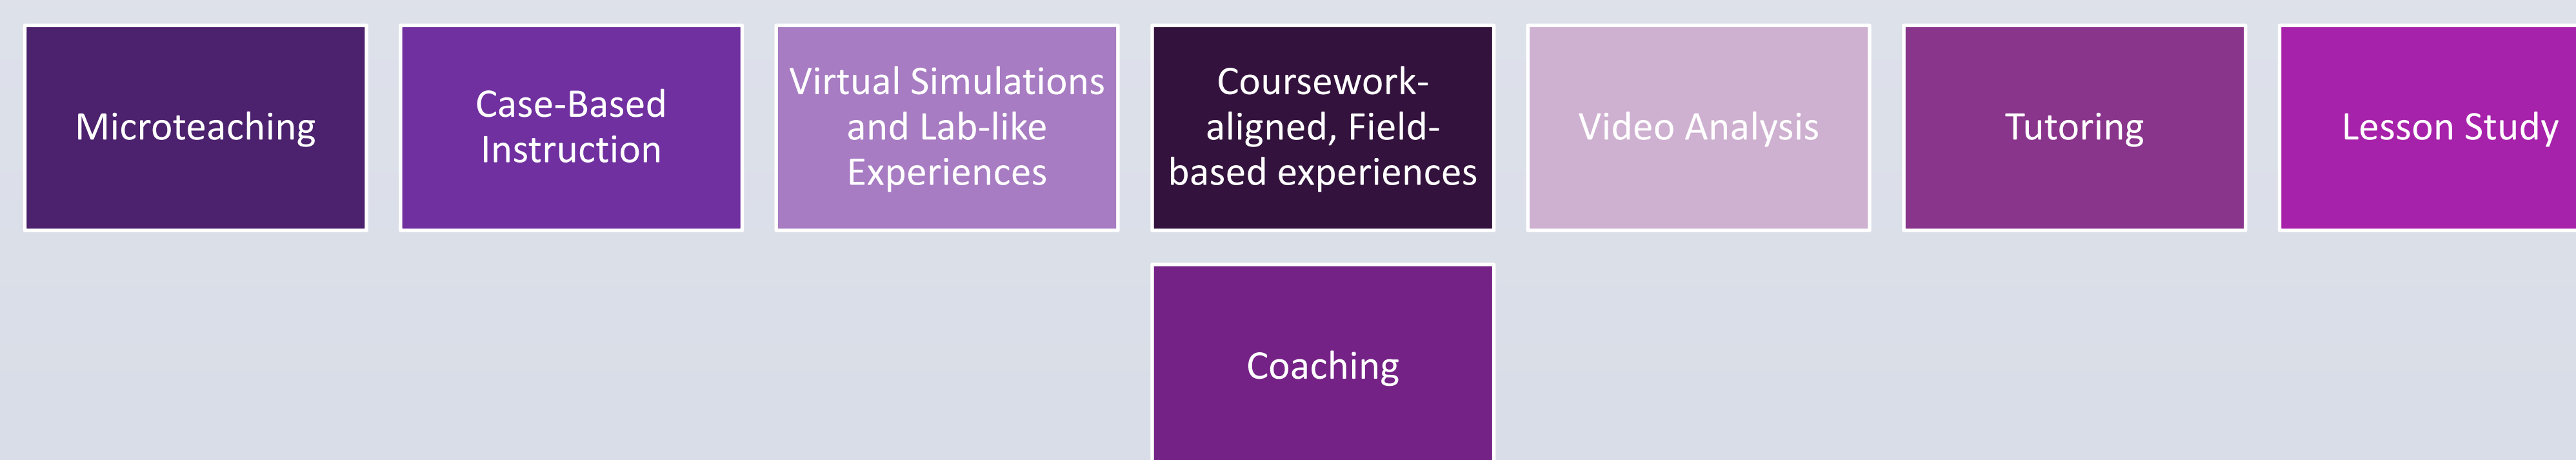 Microteaching
Case-Based
Instruction
Virtual Simulations
and Lab-like
Experiences
Coursework-
aligned, Field-
based experiences
Video Analysis
Tutoring
Lesson Study
Coaching